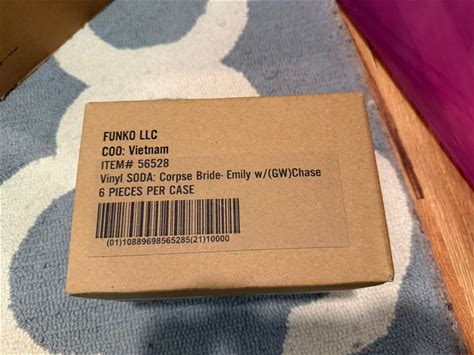 FUNKO LLC
COO: Vietnam
ITEM# 56528
Vinyl SODA: Corpse Bride- Emily w/(GW)Chase
6 PIECES PER CASE
(01)10889698565285(21)10000